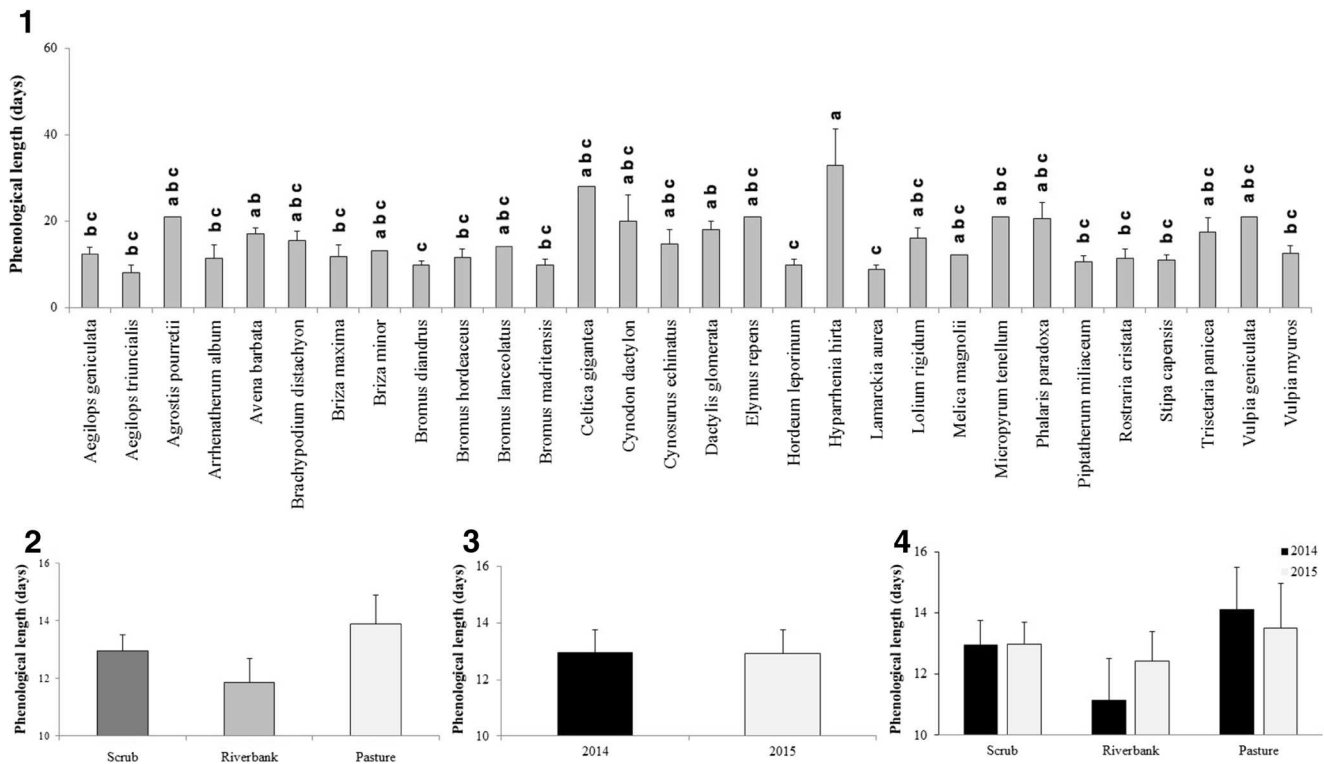 1
Phenological length (days)
60
40
20
0
b c
b c
a b c
b c
a b
a b c
b c
a b c
c
b c
a b c
b c
a b c
a b c
a b c
a b
a b c
c
a
c
a b c
a b c
a b c
a b c
b c
b c
b c
a b c
a b c
b c
Aegilops geniculata
Aegilops triuncialis
Agrostis pourretii
Arrhenatherum album
Avena barbata
Brachypodium distachyon
Briza maxima
Briza minor
Bromus diandrus
Bromus hordeaceus
Bromus lanceolatus
Bromus madritensis
Celtica gigantea
Cynodon dactylon
Cynosurus echinatus
Dactylis glomerata
Elymus repens
Hordeum leporinum
Hyparrhenia hirta
Lamarckia aurea
Lolium rigidum
Melica magnolii
Micropyrum tenellum
Phalaris paradoxa
Piptatherum miliaceum
Rostraria cristata
Stipa capensis
Trisetaria panicea
Vulpia geniculata
Vulpia myuros
2
Phenological length (days)
16
14
12
10
Scrub
Riverbank
Pasture
3
Phenological length (days)
16
14
12
10
2014
2015
4
Phenological length (days)
16
14
12
10
2014
2015
Scrub
Riverbank
Pasture